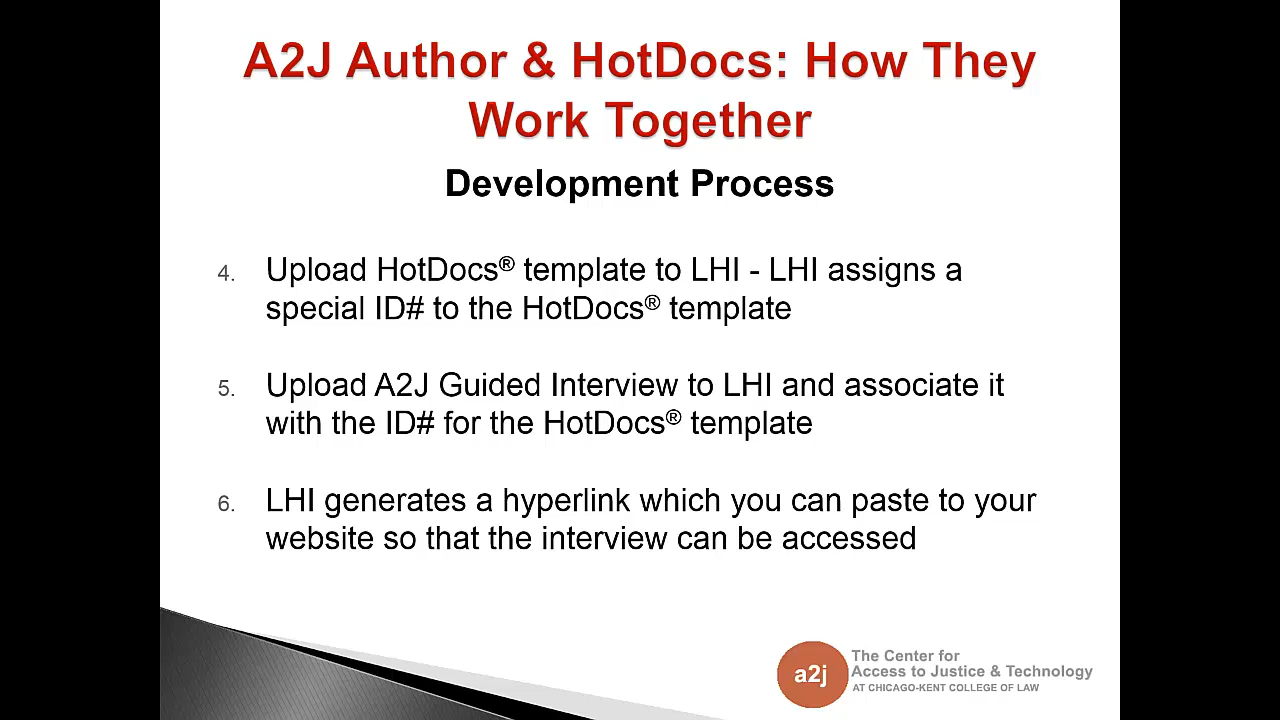 A2J Author & HotDocs: How They
Work Together
Development Process
4. Upload HotDocs® template to LHI - LHI assigns a
special ID# to the HotDocs® template
5. Upload A2J Guided Interview to LHI and associate it
with the ID# for the HotDocs® template
6. LHI generates a hyperlink which you can paste to your
website so that the interview can be accessed
a2j
The Center for
Access to Justice & Technology
AT CHICAGO-KENT COLLEGE OF LAW